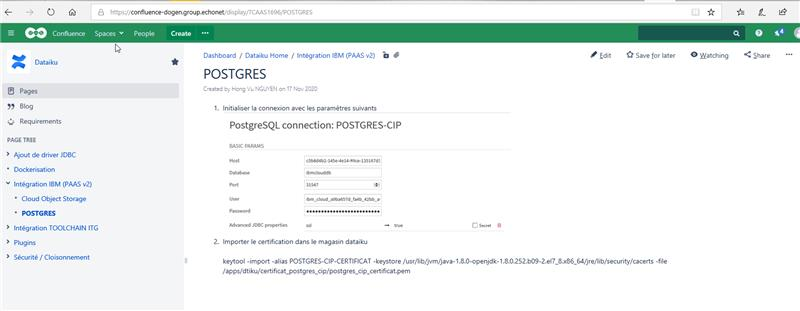 https://confluence-dogen.group.echonet/display/TCAAS1696/POSTGRES
Confluence Spaces People Create
Dataiku
Pages
Blog
Requirements
PAGE TREE
Ajout de driver JDBC
Dockerisation
Intégration IBM (PAAS v2)
Cloud Object Storage
POSTGRES
Intégration TOOLCHAIN ITG
Plugins
Sécurité / Cloisonnement
Dashboard / Dataiku Home / Intégration IBM (PAAS v2)
Edit Save for later Watching Share
POSTGRES
Created by Hong Vu NGUYEN on 17 Nov 2020
1. Initialiser la connexion avec les paramètres suivants
PostgreSQL connection: POSTGRES-CIP
BASIC PARAMS
Host
Database ibmclouddb
Port 31547
User
Password
Advanced JDBC properties ssl → true Secret
2. Importer le certification dans le magasin dataiku
keytool -import -alias POSTGRES-CIP-CERTIFICAT -keystore /usr/lib/jvm/java-1.8.0-openjdk-1.8.0.252.b09-2.el7_8.x86_64/jre/lib/security/cacerts -file
/apps/dtiku/certificat_postgres_cip/postgres_cip_certificat.pem